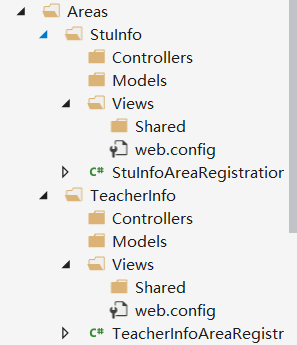 Areas
StuInfo
Controllers
Models
Views
Shared
web.config
C# StuInfoAreaRegistration
TeacherInfo
Controllers
Models
Views
Shared
web.config
C# TeacherInfoAreaRegistr